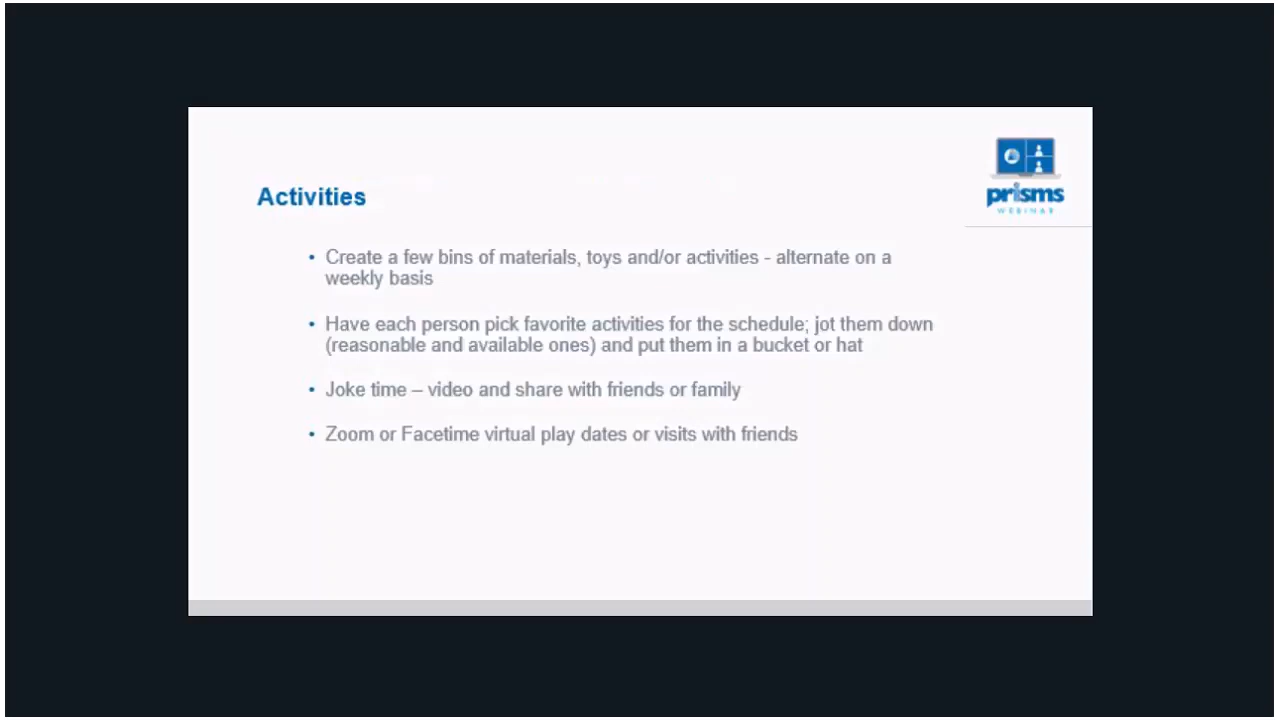 prisms
WEBINAR
Activities
• Create a few bins of materials, toys and/or activities - alternate on a
weekly basis
• Have each person pick favorite activities for the schedule; jot them down
(reasonable and available ones) and put them in a bucket or hat
• Joke time – video and share with friends or family
• Zoom or Facetime virtual play dates or visits with friends